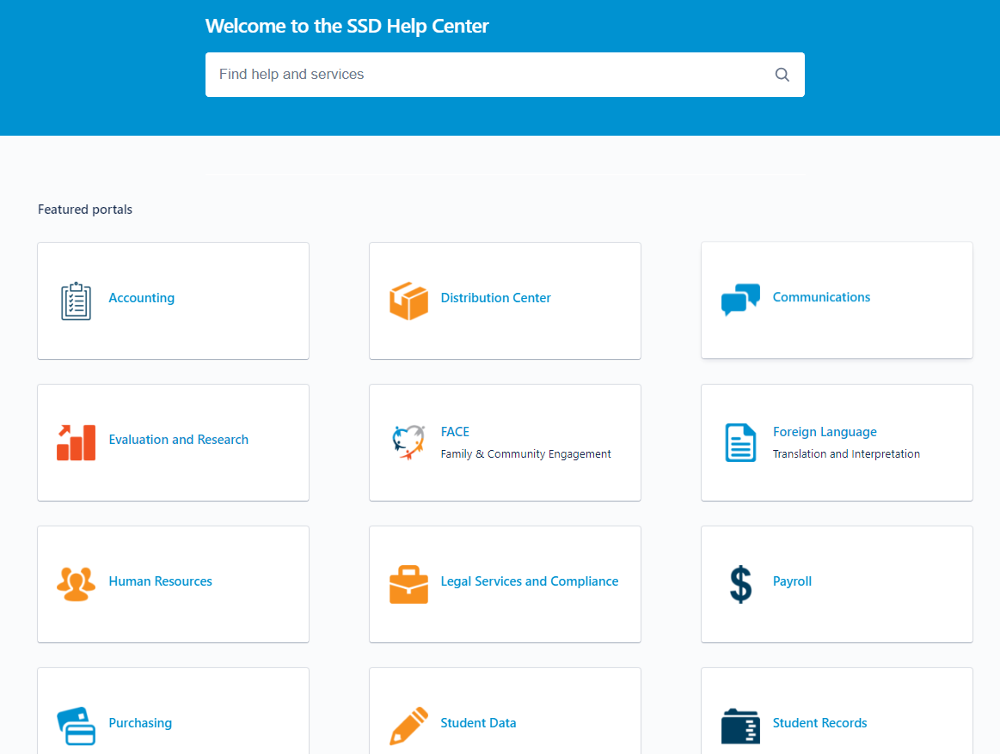 Welcome to the SSD Help Center
Find help and services
Featured portals
Accounting
Distribution Center
Communications
Evaluation and Research
FACE
Family & Community Engagement
Foreign Language
Translation and Interpretation
Human Resources
Legal Services and Compliance
$
Payroll
Purchasing
Student Data
Student Records